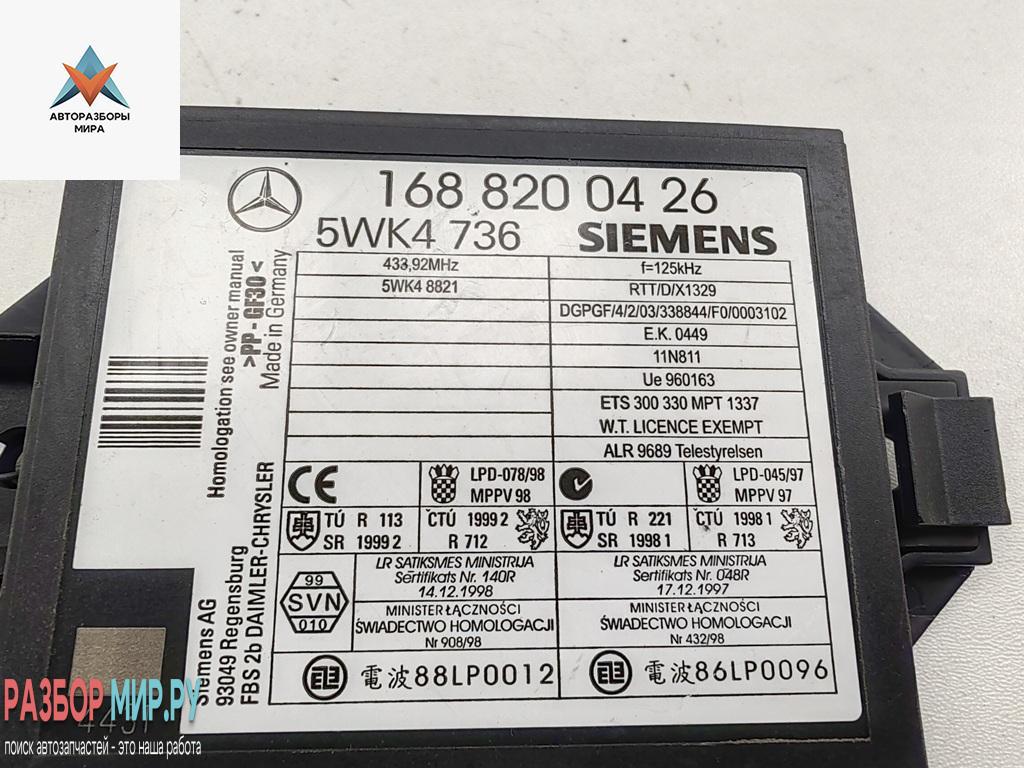 АВТОРАЗБОРЫ
МИРА
168 820 04 26
5WK4 736 SIEMENS
433,92MHz f=125kHz
5WK4 8821 RTT/D/X1329
DGPGF/4/2/03/338844/F0/0003102
E.K. 0449
11N811
Ue 960163
ETS 300 330 MPT 1337
W.T. LICENCE EXEMPT
ALR 9689 Telestyrelsen
CE LPD-078/98 LPD-045/97
MPPV 98 MPPV 97
TÚ R 113 ČTÚ 1999 2 TÚ R 221 ČTÚ 1998 1
SR 1999 2 R 712 SR 1998 1 R 713
LR SATIKSMES MINISTRIJA LR SATIKSMES MINISTRIJA
Sertifikats Nr. 140R Sertifikats Nr. 048R
14.12.1998 17.12.1997
99
SVN
010
MINISTER ŁĄCZNOŚCI MINISTER ŁĄCZNOŚCI
ŚWIADECTWO HOMOLOGACJI ŚWIADECTWO HOMOLOGACJI
Nr 908/98 Nr 432/98
電波88LP0012 電波86LP0096
Homologation see owner manual
>PP-GF30<
Made in Germany
Siemens AG
93049 Regensburg
FBS 2b DAIMLER-CHRYSLER
РАЗБОР МИР.РУ
поиск автозапчастей - это наша работа